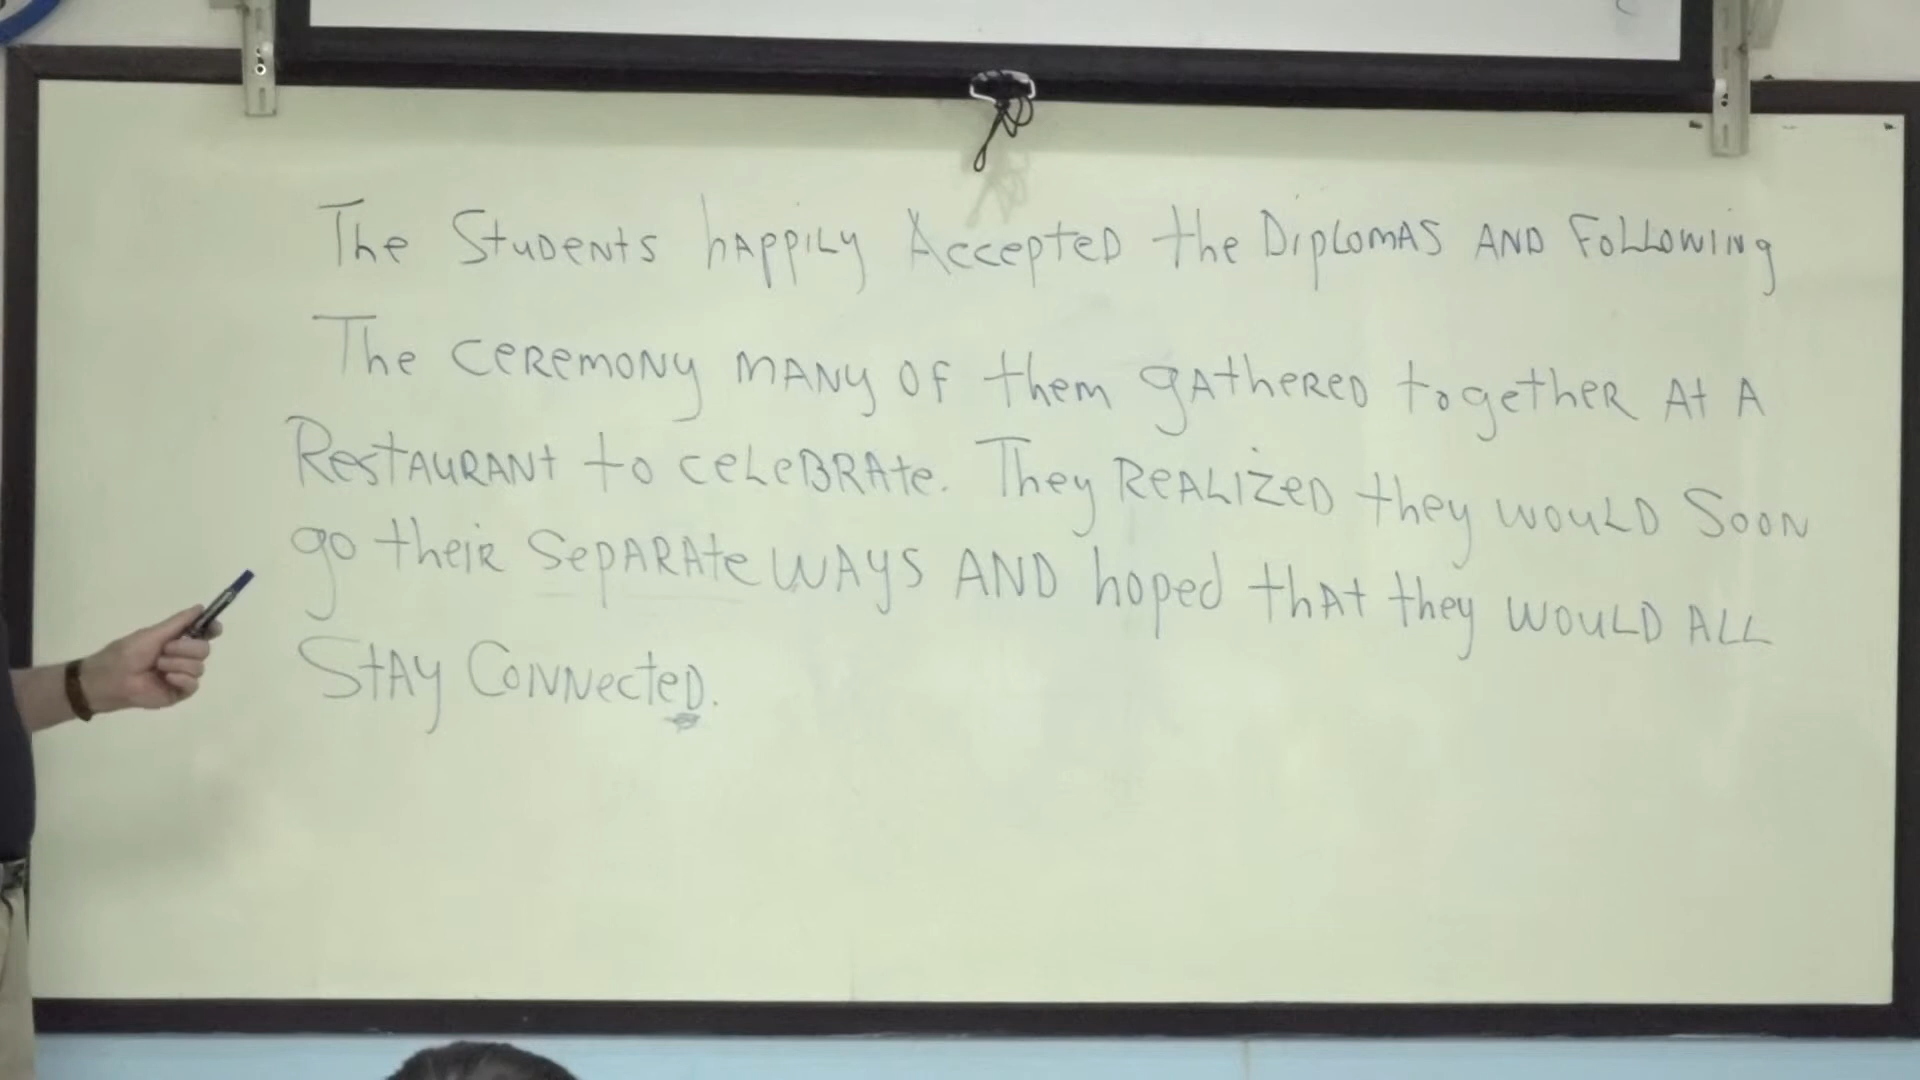 The Students happily Accepted the Diplomas AND Following
The ceremony many of them gathered together At A
Restaurant to celebrate. They Realized they would Soon
go their Separate WAYS AND hoped that they would ALL
Stay Connected.